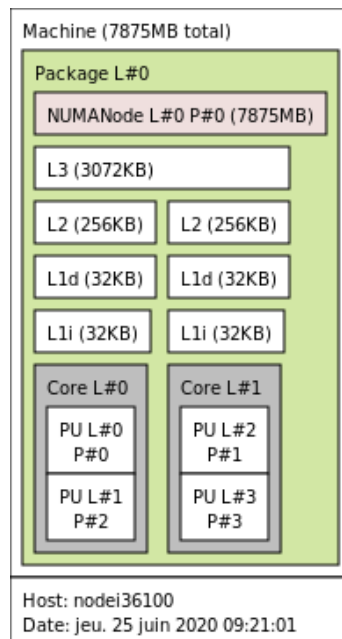 Machine (7875MB total)
Package L#0
NUMANode L#0 P#0 (7875MB)
L3 (3072KB)
L2 (256KB) L2 (256KB)
L1d (32KB) L1d (32KB)
L1i (32KB) L1i (32KB)
Core L#0 Core L#1
PU L#0 PU L#2
P#0 P#1
PU L#1 PU L#3
P#2 P#3
Host: nodei36100
Date: jeu. 25 juin 2020 09:21:01